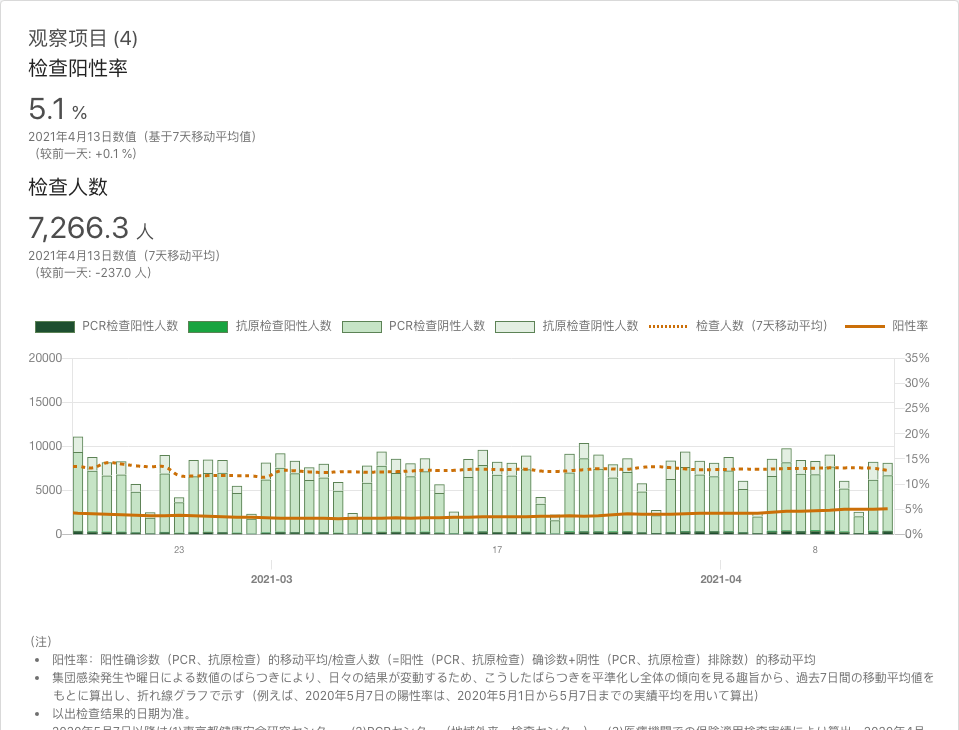 观察项目 (4)
检查阳性率
5.1 %
2021年4月13日数值（基于7天移动平均值）
（较前一天: +0.1 %）
检查人数
7,266.3 人
2021年4月13日数值（7天移动平均）
（较前一天: -237.0 人）
PCR检查阳性人数 抗原检查阳性人数 PCR检查阴性人数 抗原检查阴性人数 检查人数（7天移动平均） 阳性率
20000 35%
30%
15000
25%
10000 20%
15%
5000 10%
5%
0 0%
23 17 8
2021-03 2021-04
（注）
• 阳性率：阳性确诊数（PCR、抗原检查）的移动平均/检查人数（=阳性（PCR、抗原检查）确诊数+阴性（PCR、抗原检查）排除数）的移动平均
• 集団感染発生や曜日による数値のばらつきにより、日々の結果が変動するため、こうしたばらつきを平準化し全体の傾向を見る趣旨から、過去7日間の移動平均値を
もとに算出し、折れ線グラフで示す（例えば、2020年5月7日の陽性率は、2020年5月1日から5月7日までの実績平均を用いて算出）
• 以出检查结果的日期为准。